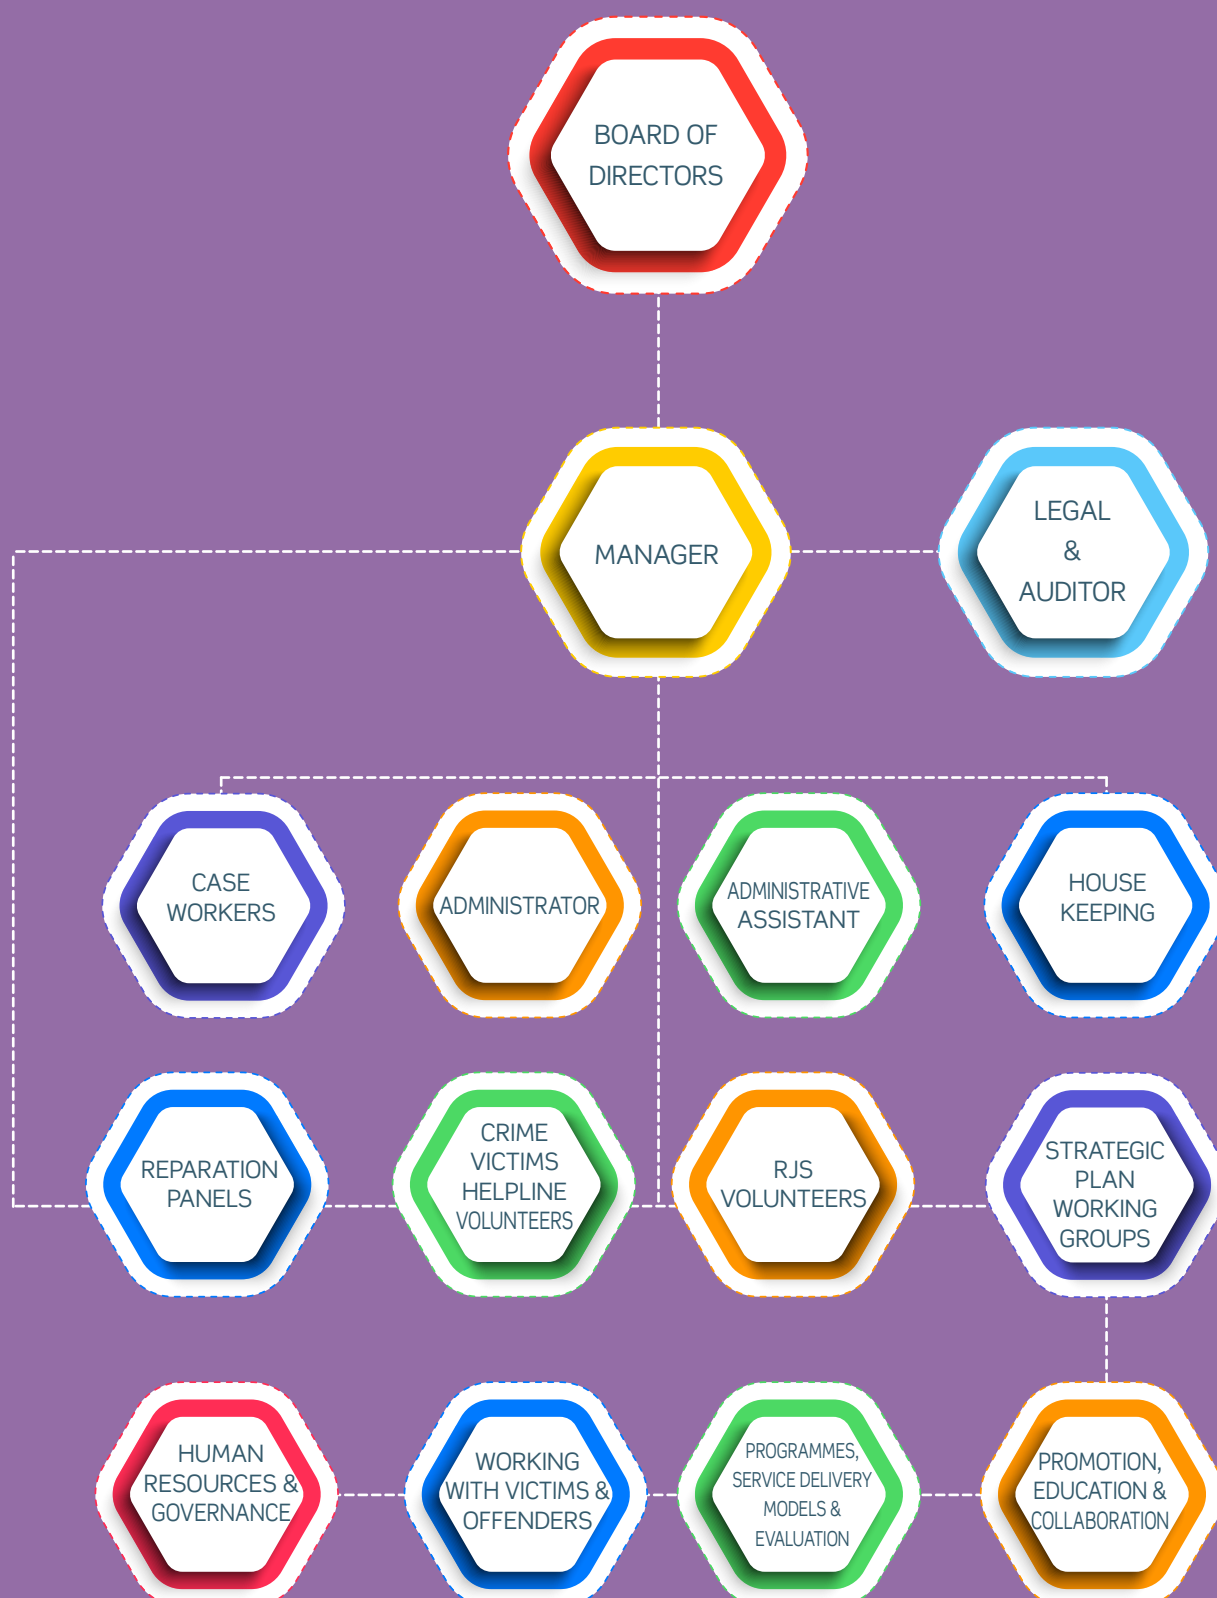 BOARD OF
DIRECTORS
MANAGER
LEGAL
&
AUDITOR
CASE
WORKERS
ADMINISTRATOR
ADMINISTRATIVE
ASSISTANT
HOUSE
KEEPING
REPARATION
PANELS
CRIME
VICTIMS
HELPLINE
VOLUNTEERS
RJS
VOLUNTEERS
STRATEGIC
PLAN
WORKING
GROUPS
HUMAN
RESOURCES &
GOVERNANCE
WORKING
WITH VICTIMS &
OFFENDERS
PROGRAMMES,
SERVICE DELIVERY
MODELS &
EVALUATION
PROMOTION,
EDUCATION &
COLLABORATION